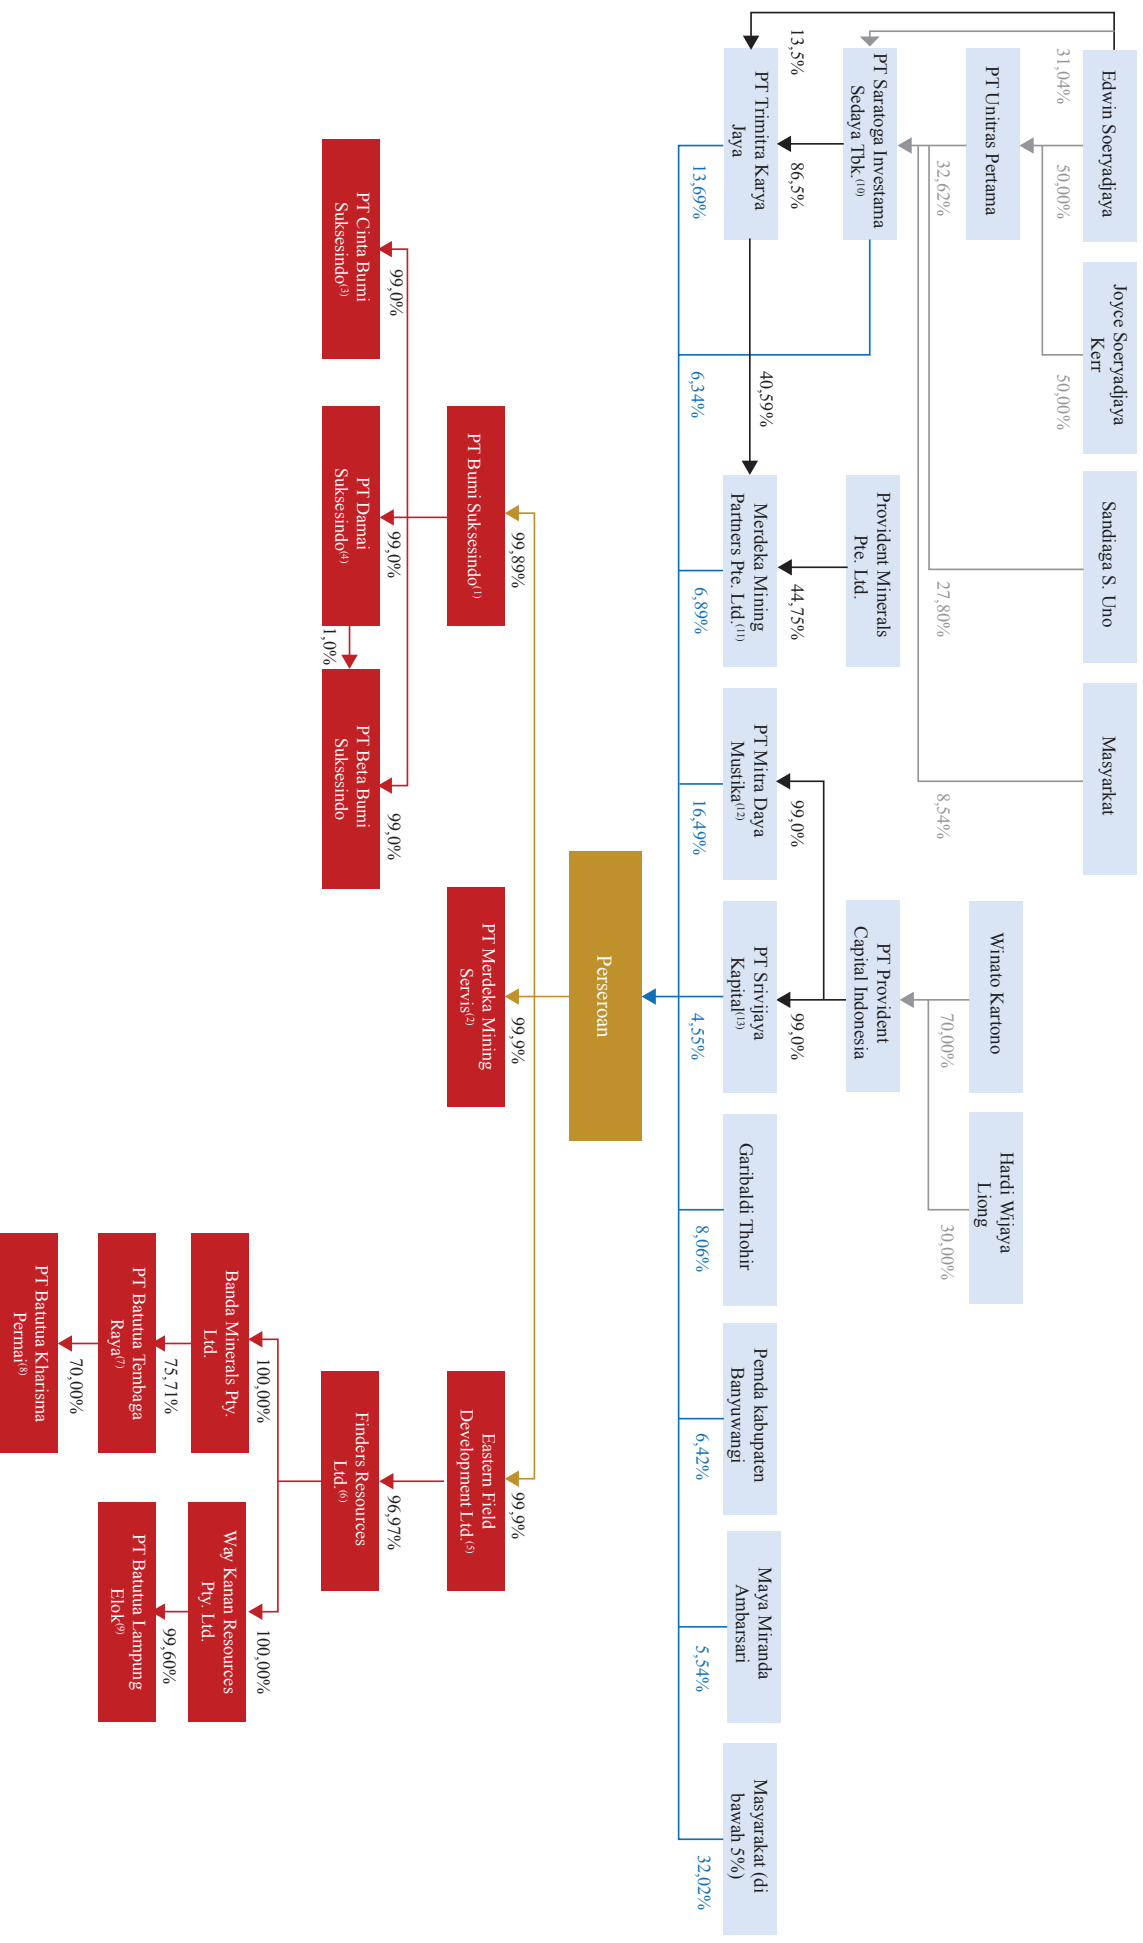 Edwin Soeryadjaya
Joyce Soeryadjaya
Kerr
Sandiaga S. Uno
Masyarkat
31,04%
50,00%
50,00%
PT Unitras Pertama
Winato Kartono
Hardi Wijaya
Liong
32,62%
27,80%
8,54%
70,00%
30,00%
PT Saratoga Investama
Sedaya Tbk.(10)
Provident Minerals
Pte. Ltd.
PT Provident
Capital Indonesia
13,5%
86,5%
44,75%
99,0%
99,0%
PT Trimitra Karya
Jaya
40,59%
Merdeka Mining
Partners Pte. Ltd.(11)
PT Mitra Daya
Mustika(12)
PT Srivijaya
Kapital(13)
Garibaldi Thohir
Pemda kabupaten
Banyuwangi
Maya Miranda
Ambarsari
Masyarakat (di
bawah 5%)
13,69%
6,34%
6,89%
16,49%
4,55%
8,06%
6,42%
5,54%
32,02%
Perseroan
99,89%
99,9%
99,9%
PT Bumi Suksesindo(1)
PT Merdeka Mining
Servis(2)
Eastern Field
Development Ltd.(5)
99,0%
99,0%
99,0%
96,97%
PT Cinta Bumi
Suksesindo(3)
PT Damai
Suksesindo(4)
1,0%
PT Beta Bumi
Suksesindo
Finders Resources
Ltd.(6)
100,00%
100,00%
Banda Minerals Pty.
Ltd.
Way Kanan Resources
Pty. Ltd.
75,71%
99,60%
PT Batutua Tembaga
Raya(7)
PT Batutua Lampung
Elok(9)
70,00%
PT Batutua Kharisma
Permai(8)